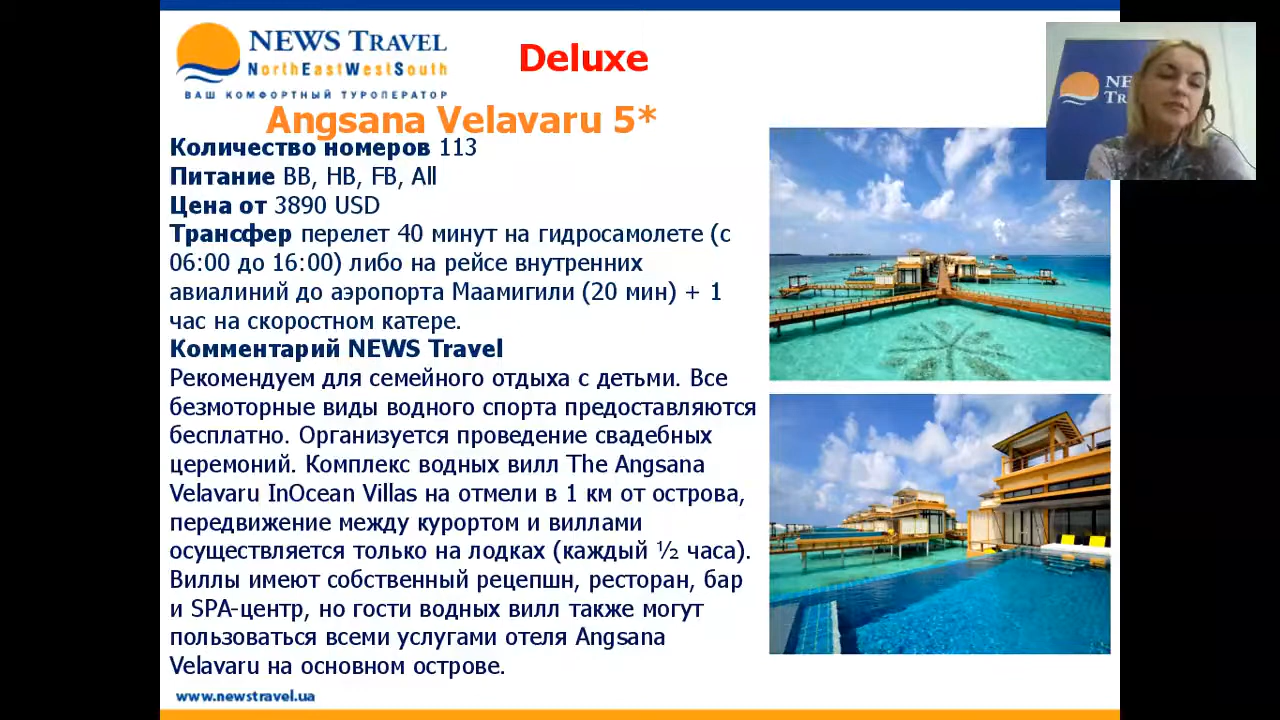 NEWS TRAVEL
NorthEastWestSouth
ВАШ КОМФОРТНЫЙ ТУРОПЕРАТОР
Deluxe
Angsana Velavaru 5*
Количество номеров 113
Питание BB, HB, FB, All
Цена от 3890 USD
Трансфер перелет 40 минут на гидросамолете (с
06:00 до 16:00) либо на рейсе внутренних
авиалиний до аэропорта Маамигили (20 мин) + 1
час на скоростном катере.
Комментарий NEWS Travel
Рекомендуем для семейного отдыха с детьми. Все
безмоторные виды водного спорта предоставляются
бесплатно. Организуется проведение свадебных
церемоний. Комплекс водных вилл The Angsana
Velavaru InOcean Villas на отмели в 1 км от острова,
передвижение между курортом и виллами
осуществляется только на лодках (каждый ½ часа).
Виллы имеют собственный рецепшн, ресторан, бар
и SPA-центр, но гости водных вилл также могут
пользоваться всеми услугами отеля Angsana
Velavaru на основном острове.
www.newstravel.ua